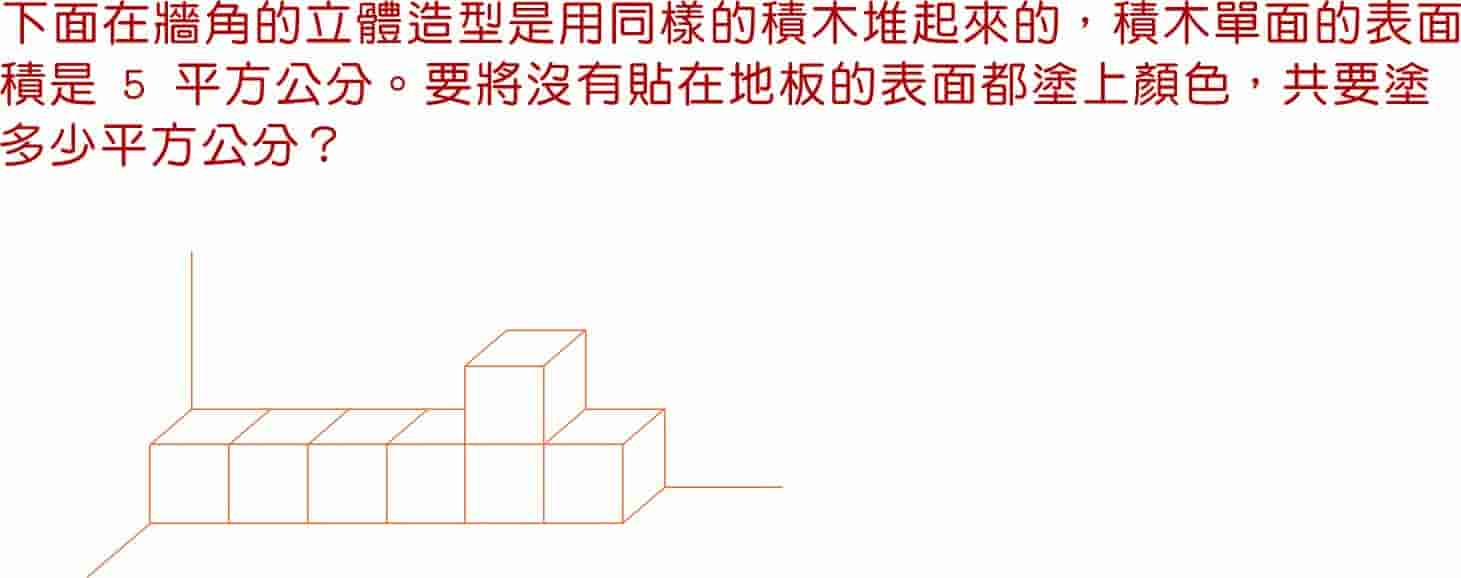 下面在牆角的立體造型是用同樣的積木堆起來的，積木單面的表面
積是 5 平方公分。要將沒有貼在地板的表面都塗上顏色，共要塗
多少平方公分？